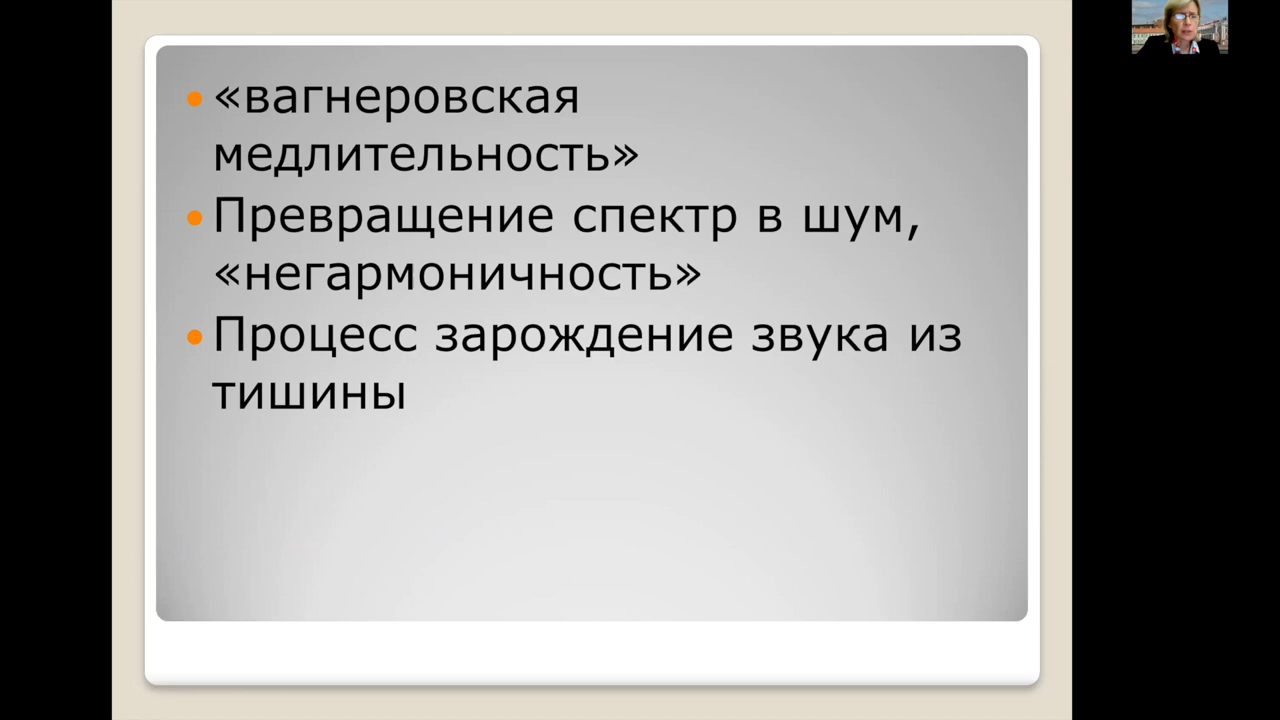 «вагнеровская
медлительность»
Превращение спектр в шум,
«негармоничность»
Процесс зарождение звука из
тишины